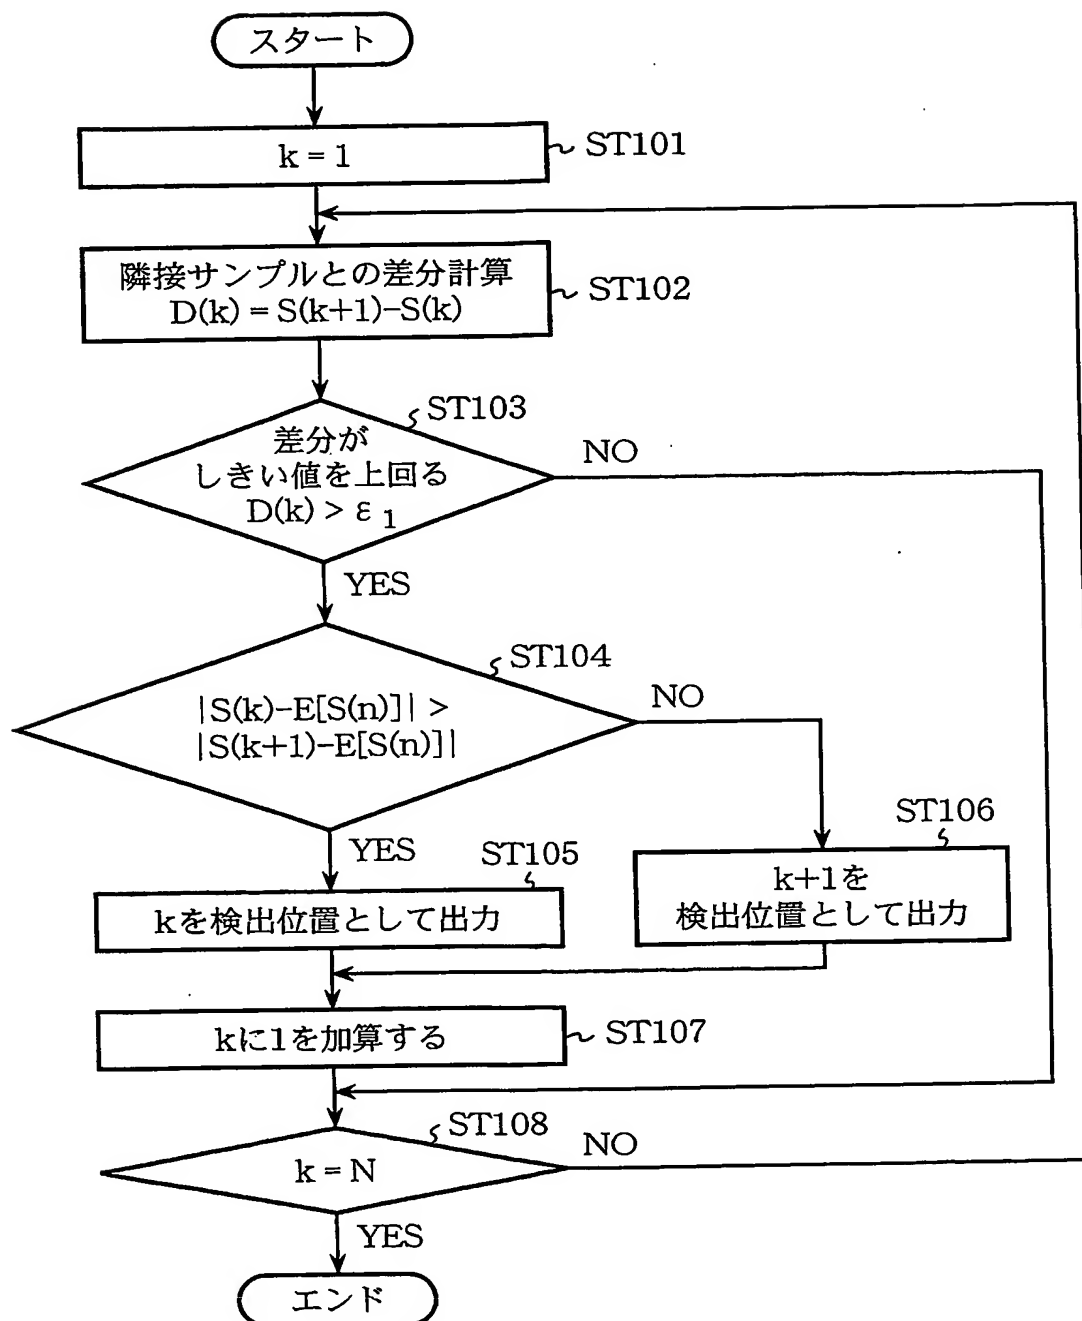 スタート
k = 1
ST101
隣接サンプルとの差分計算
D(k) = S(k+1)-S(k)
ST102
ST103
差分が
しきい値を上回る
D(k) > ε1
NO
YES
ST104
|S(k)-E[S(n)]| >
|S(k+1)-E[S(n)]|
NO
YES
ST105
kを検出位置として出力
ST106
k+1を
検出位置として出力
kに1を加算する
ST107
ST108
k = N
NO
YES
エンド